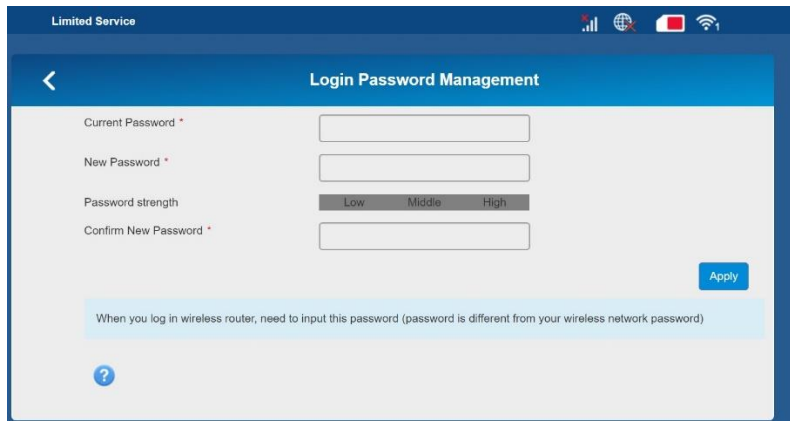 Limited Service
1
Login Password Management
Current Password *
New Password *
Password strength
Low Middle High
Confirm New Password *
Apply
When you log in wireless router, need to input this password (password is different from your wireless network password)
?